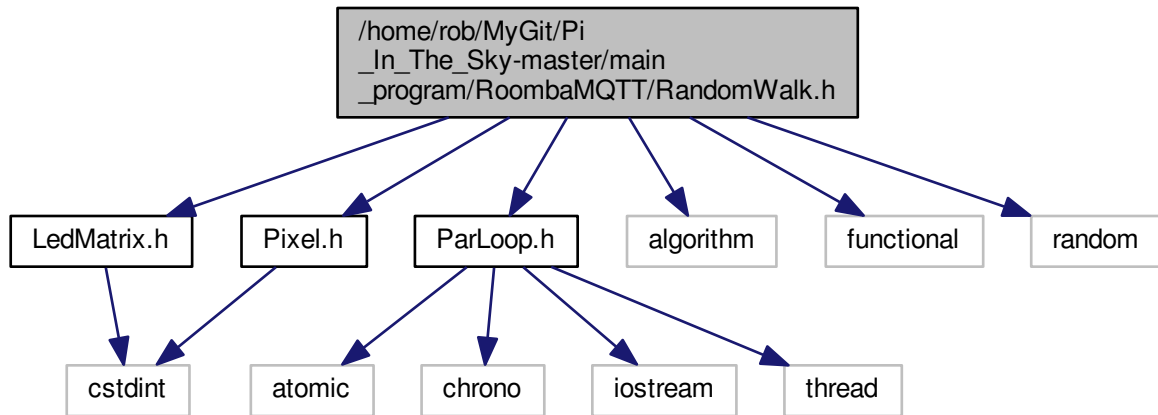 /home/rob/MyGit/Pi
_In_The_Sky-master/main
_program/RoombaMQTT/RandomWalk.h
LedMatrix.h
Pixel.h
ParLoop.h
algorithm
functional
random
cstdint
atomic
chrono
iostream
thread